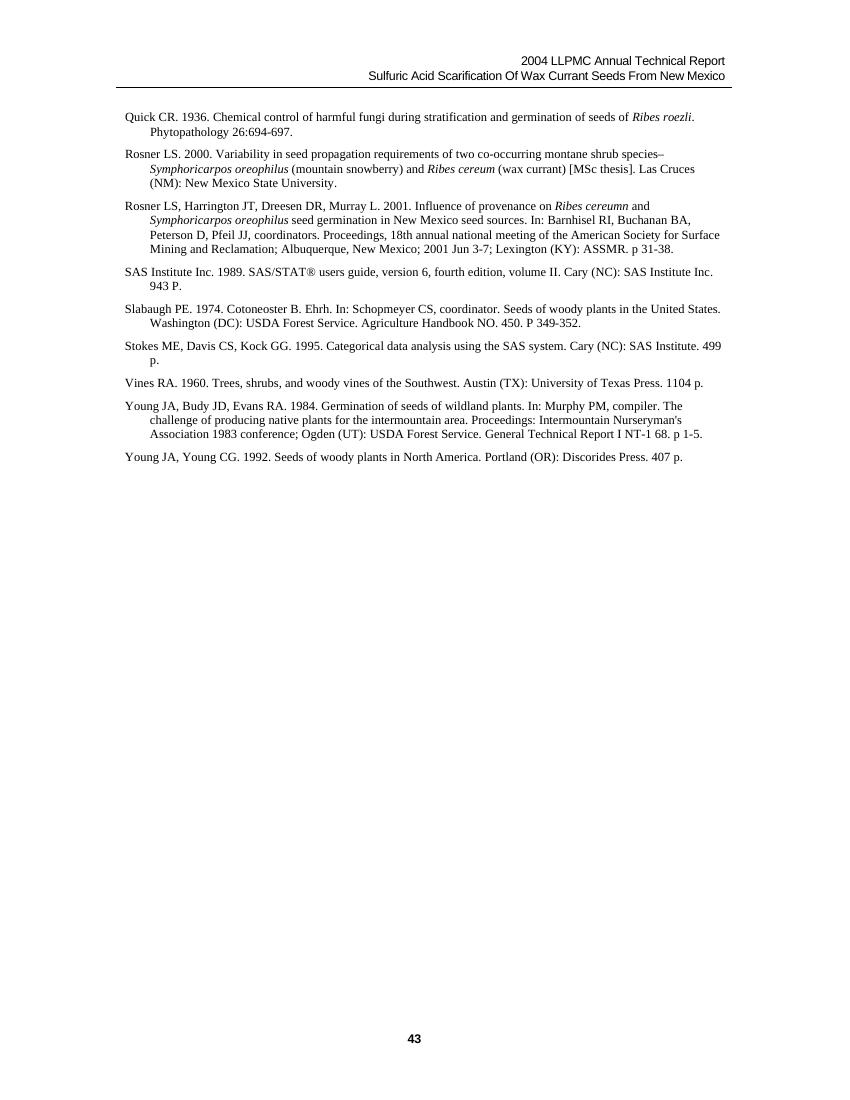 2004 LLPMC Annual Technical Report
Sulfuric Acid Scarification Of Wax Currant Seeds From New Mexico
Quick CR. 1936. Chemical control of harmful fungi during stratification and germination of seeds of Ribes roezli.
Phytopathology 26:694-697.
Rosner LS. 2000. Variability in seed propagation requirements of two co-occurring montane shrub species–
Symphoricarpos oreophilus (mountain snowberry) and Ribes cereum (wax currant) [MSc thesis]. Las Cruces
(NM): New Mexico State University.
Rosner LS, Harrington JT, Dreesen DR, Murray L. 2001. Influence of provenance on Ribes cereumn and
Symphoricarpos oreophilus seed germination in New Mexico seed sources. In: Barnhisel RI, Buchanan BA,
Peterson D, Pfeil JJ, coordinators. Proceedings, 18th annual national meeting of the American Society for Surface
Mining and Reclamation; Albuquerque, New Mexico; 2001 Jun 3-7; Lexington (KY): ASSMR. p 31-38.
SAS Institute Inc. 1989. SAS/STAT® users guide, version 6, fourth edition, volume II. Cary (NC): SAS Institute Inc.
943 P.
Slabaugh PE. 1974. Cotoneoster B. Ehrh. In: Schopmeyer CS, coordinator. Seeds of woody plants in the United States.
Washington (DC): USDA Forest Service. Agriculture Handbook NO. 450. P 349-352.
Stokes ME, Davis CS, Kock GG. 1995. Categorical data analysis using the SAS system. Cary (NC): SAS Institute. 499
p.
Vines RA. 1960. Trees, shrubs, and woody vines of the Southwest. Austin (TX): University of Texas Press. 1104 p.
Young JA, Budy JD, Evans RA. 1984. Germination of seeds of wildland plants. In: Murphy PM, compiler. The
challenge of producing native plants for the intermountain area. Proceedings: Intermountain Nurseryman's
Association 1983 conference; Ogden (UT): USDA Forest Service. General Technical Report I NT-1 68. p 1-5.
Young JA, Young CG. 1992. Seeds of woody plants in North America. Portland (OR): Discorides Press. 407 p.
43